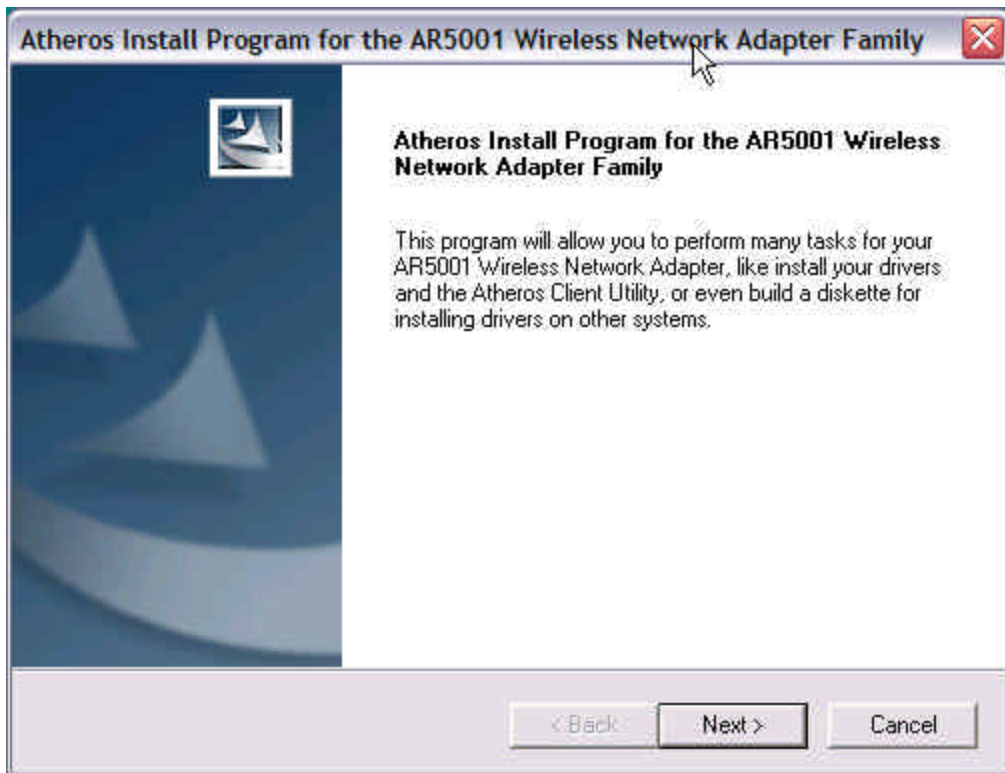 Atheros Install Program for the AR5001 Wireless Network Adapter Family
Atheros Install Program for the AR5001 Wireless
Network Adapter Family
This program will allow you to perform many tasks for your
AR5001 Wireless Network Adapter, like install your drivers
and the Atheros Client Utility, or even build a diskette for
installing drivers on other systems.
< Back
Next >
Cancel